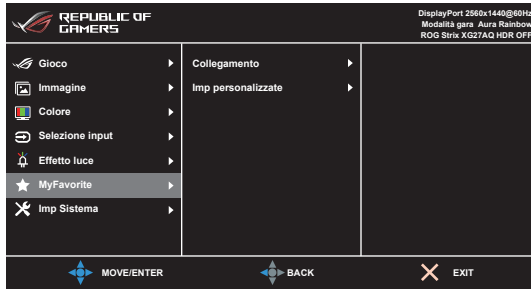 REPUBLIC OF
GAMERS
DisplayPort 2560x1440@60Hz
Modalità gara Aura Rainbow
ROG Strix XG27AQ HDR OFF
Gioco
Immagine
Colore
Selezione input
Effetto luce
MyFavorite
Imp Sistema
Collegamento
Imp personalizzate
MOVE/ENTER
BACK
EXIT